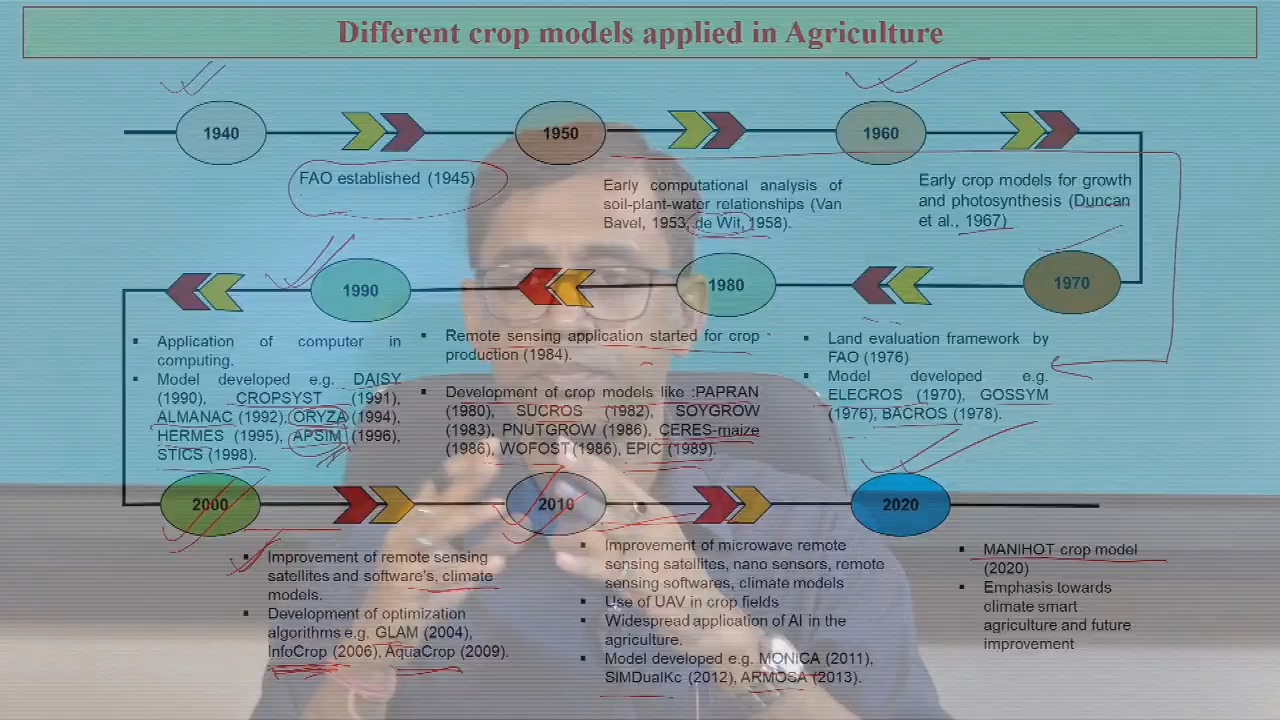 Different crop models applied in Agriculture
1940
1950
1960
FAO established (1945)
Early computational analysis of
soil-plant-water relationships (Van
Bavel, 1953, de Wit, 1958).
Early crop models for growth
and photosynthesis (Duncan
et al., 1967)
1990
1980
1970
Application of computer in
computing.
Model developed e.g. DAISY
(1990), CROPSYST (1991),
ALMANAC (1992), ORYZA (1994),
HERMES (1995), APSIM (1996),
STICS (1998).
Remote sensing application started for crop
production (1984).
Development of crop models like :PAPRAN
(1980), SUCROS (1982), SOYGROW
(1983), PNUTGROW (1986), CERES-maize
(1986), WOFOST (1986), EPIC (1989).
Land evaluation framework by
FAO (1976)
Model developed e.g.
ELECROS (1970), GOSSYM
(1976), BACROS (1978).
2000
2010
2020
Improvement of remote sensing
satellites and software's, climate
models.
Development of optimization
algorithms e.g. GLAM (2004),
InfoCrop (2006), AquaCrop (2009).
Improvement of microwave remote
sensing satellites, nano sensors, remote
sensing softwares, climate models
Use of UAV in crop fields
Widespread application of AI in the
agriculture.
Model developed e.g. MONICA (2011),
SIMDualKc (2012), ARMOSA (2013).
MANIHOT crop model
(2020)
Emphasis towards
climate smart
agriculture and future
improvement